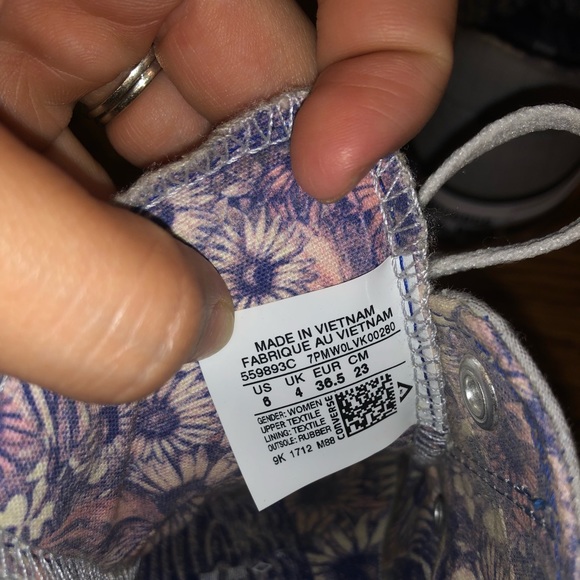 MADE IN VIETNAM
FABRIQUE AU VIETNAM
559893C 7PMW0LVK00280
US UK EUR CM
6 4 36.5 23
GENDER: WOMEN
UPPER: TEXTILE
LINING: TEXTILE
OUTSOLE: RUBBER
CONVERSE
9K 1712 M88